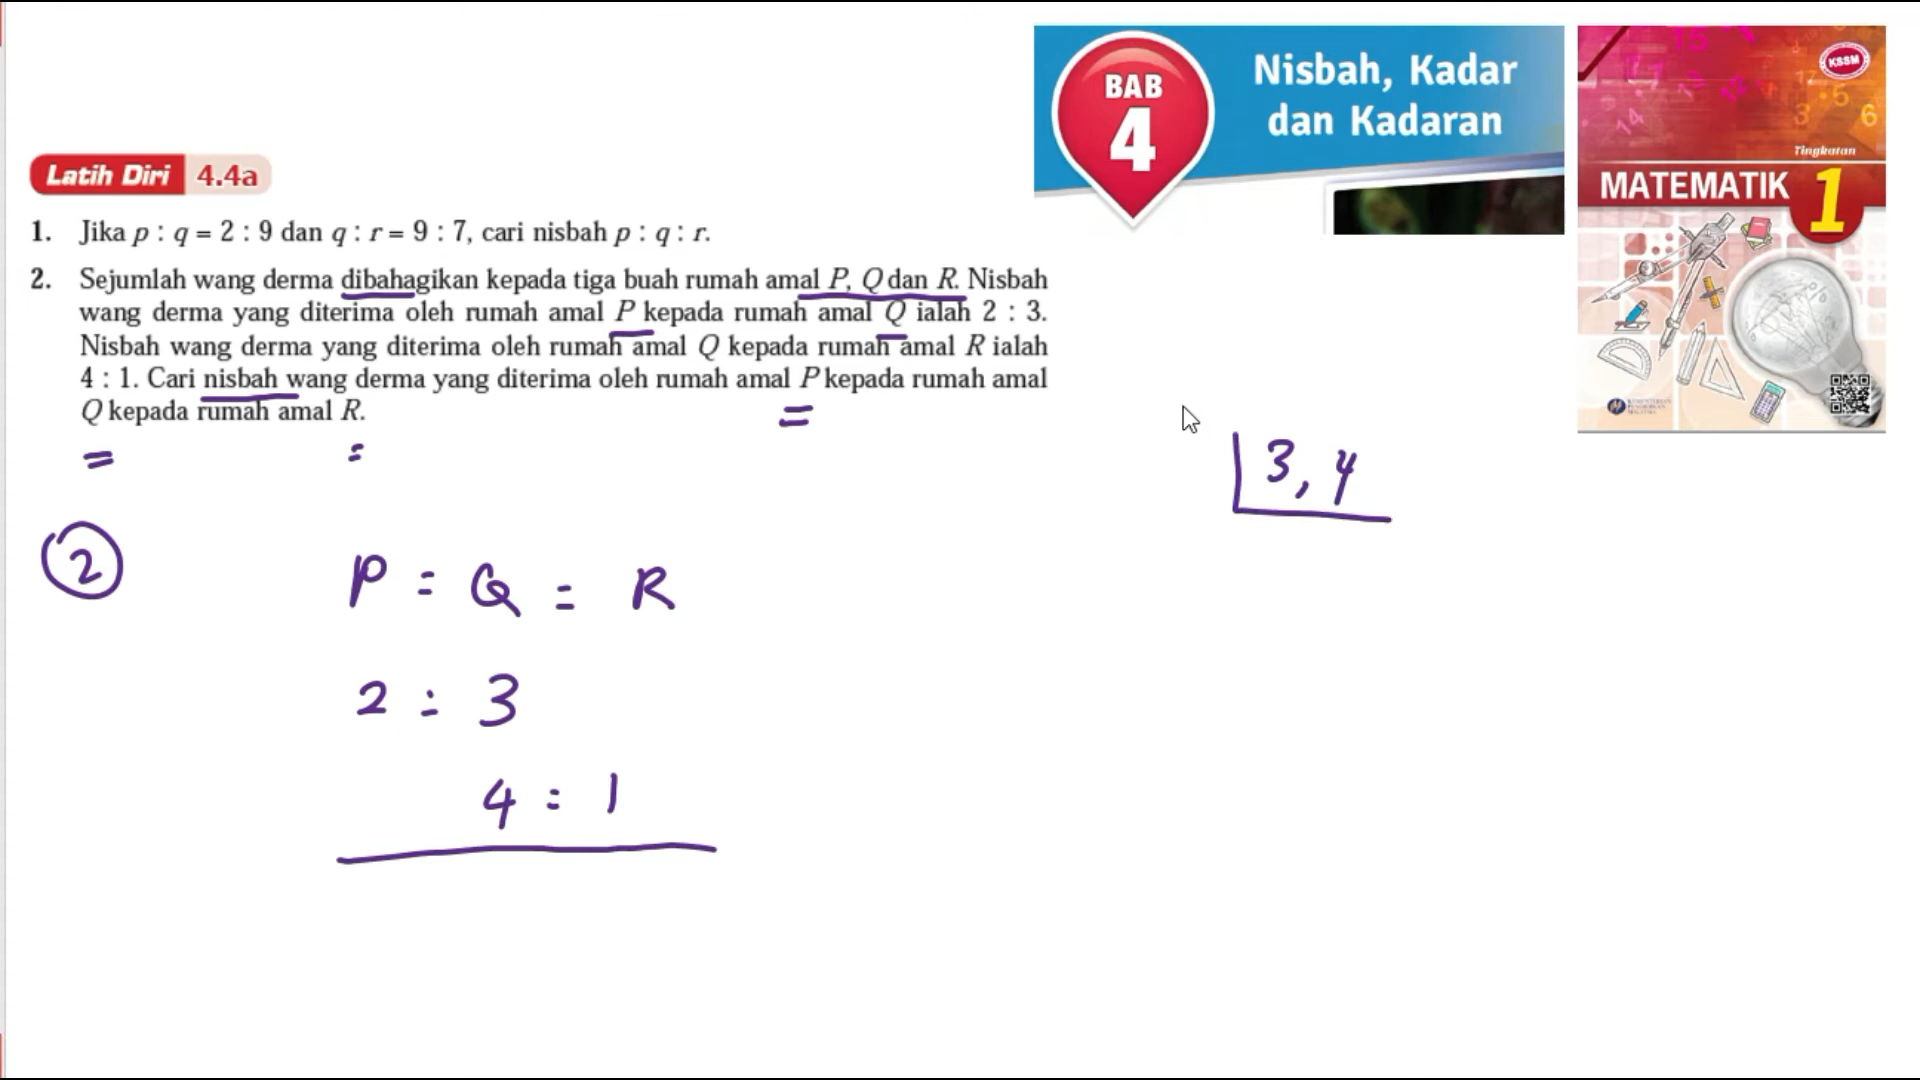 BAB
4
Nisbah, Kadar
dan Kadaran
KSSM
Tingkatan
MATEMATIK 1
Latih Diri 4.4a
1. Jika p : q = 2 : 9 dan q : r = 9 : 7, cari nisbah p : q : r.
2. Sejumlah wang derma dibahagikan kepada tiga buah rumah amal P, Q dan R. Nisbah
wang derma yang diterima oleh rumah amal P kepada rumah amal Q ialah 2 : 3.
Nisbah wang derma yang diterima oleh rumah amal Q kepada rumah amal R ialah
4 : 1. Cari nisbah wang derma yang diterima oleh rumah amal P kepada rumah amal
Q kepada rumah amal R.
3, 4
2
P : Q : R
2 : 3
4 : 1